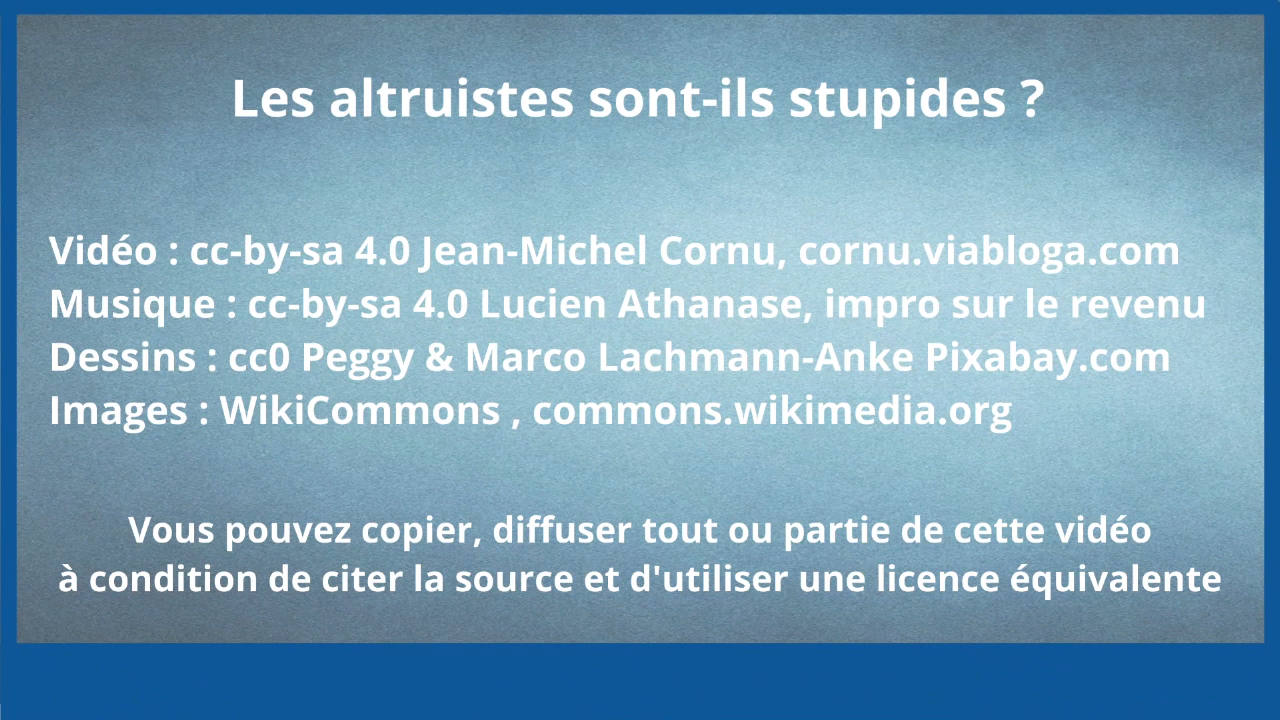 Les altruistes sont-ils stupides ?
Vidéo : cc-by-sa 4.0 Jean-Michel Cornu, cornu.viabloga.com
Musique : cc-by-sa 4.0 Lucien Athanase, impro sur le revenu
Dessins : cc0 Peggy & Marco Lachmann-Anke Pixabay.com
Images : WikiCommons , commons.wikimedia.org
Vous pouvez copier, diffuser tout ou partie de cette vidéo
à condition de citer la source et d'utiliser une licence équivalente